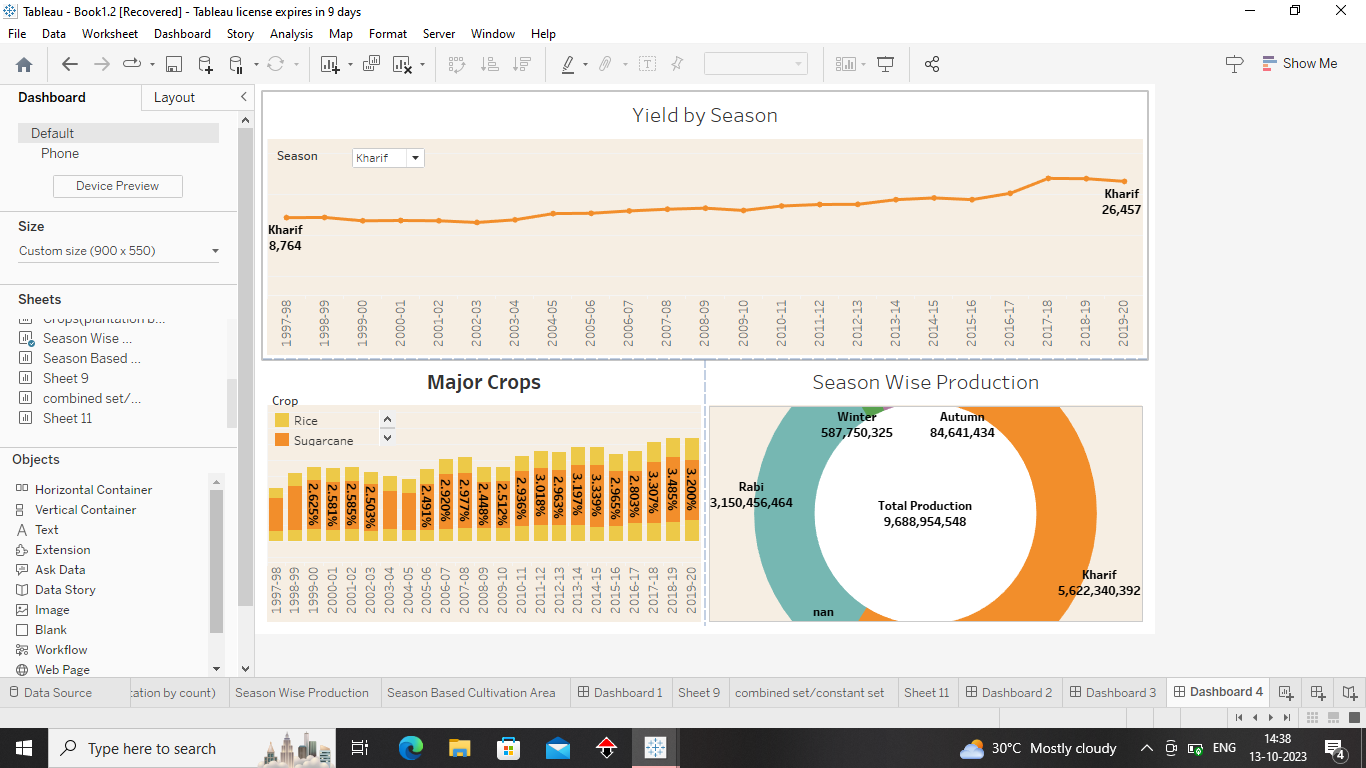 Tableau - Book1.2 [Recovered] - Tableau license expires in 9 days
File Data Worksheet Dashboard Story Analysis Map Format Server Window Help
Show Me
Dashboard Layout
Default
Phone
Device Preview
Size
Custom size (900 x 550)
Sheets
Crops(plantation b...
Season Wise ...
Season Based ...
Sheet 9
combined set/...
Sheet 11
Objects
Horizontal Container
Vertical Container
Text
Extension
Ask Data
Data Story
Image
Blank
Workflow
Web Page
Yield by Season
Season Kharif
Kharif
8,764
Kharif
26,457
1997-98 1998-99 1999-00 2000-01 2001-02 2002-03 2003-04 2004-05 2005-06 2006-07 2007-08 2008-09 2009-10 2010-11 2011-12 2012-13 2013-14 2014-15 2015-16 2016-17 2017-18 2018-19 2019-20
Major Crops
Crop
Rice
Sugarcane
2.625% 2.581% 2.585% 2.503% 2.491% 2.920% 2.977% 2.448% 2.512% 2.936% 3.018% 2.963% 3.197% 3.339% 2.965% 2.803% 3.307% 3.485% 3.200%
1997-98 1998-99 1999-00 2000-01 2001-02 2002-03 2003-04 2004-05 2005-06 2006-07 2007-08 2008-09 2009-10 2010-11 2011-12 2012-13 2013-14 2014-15 2015-16 2016-17 2017-18 2018-19 2019-20
Season Wise Production
Winter
587,750,325
Autumn
84,641,434
Rabi
3,150,456,464
Total Production
9,688,954,548
Kharif
5,622,340,392
nan
Data Source tation by count) Season Wise Production Season Based Cultivation Area Dashboard 1 Sheet 9 combined set/constant set Sheet 11 Dashboard 2 Dashboard 3 Dashboard 4
Type here to search
30°C Mostly cloudy
ENG
14:38
13-10-2023
4